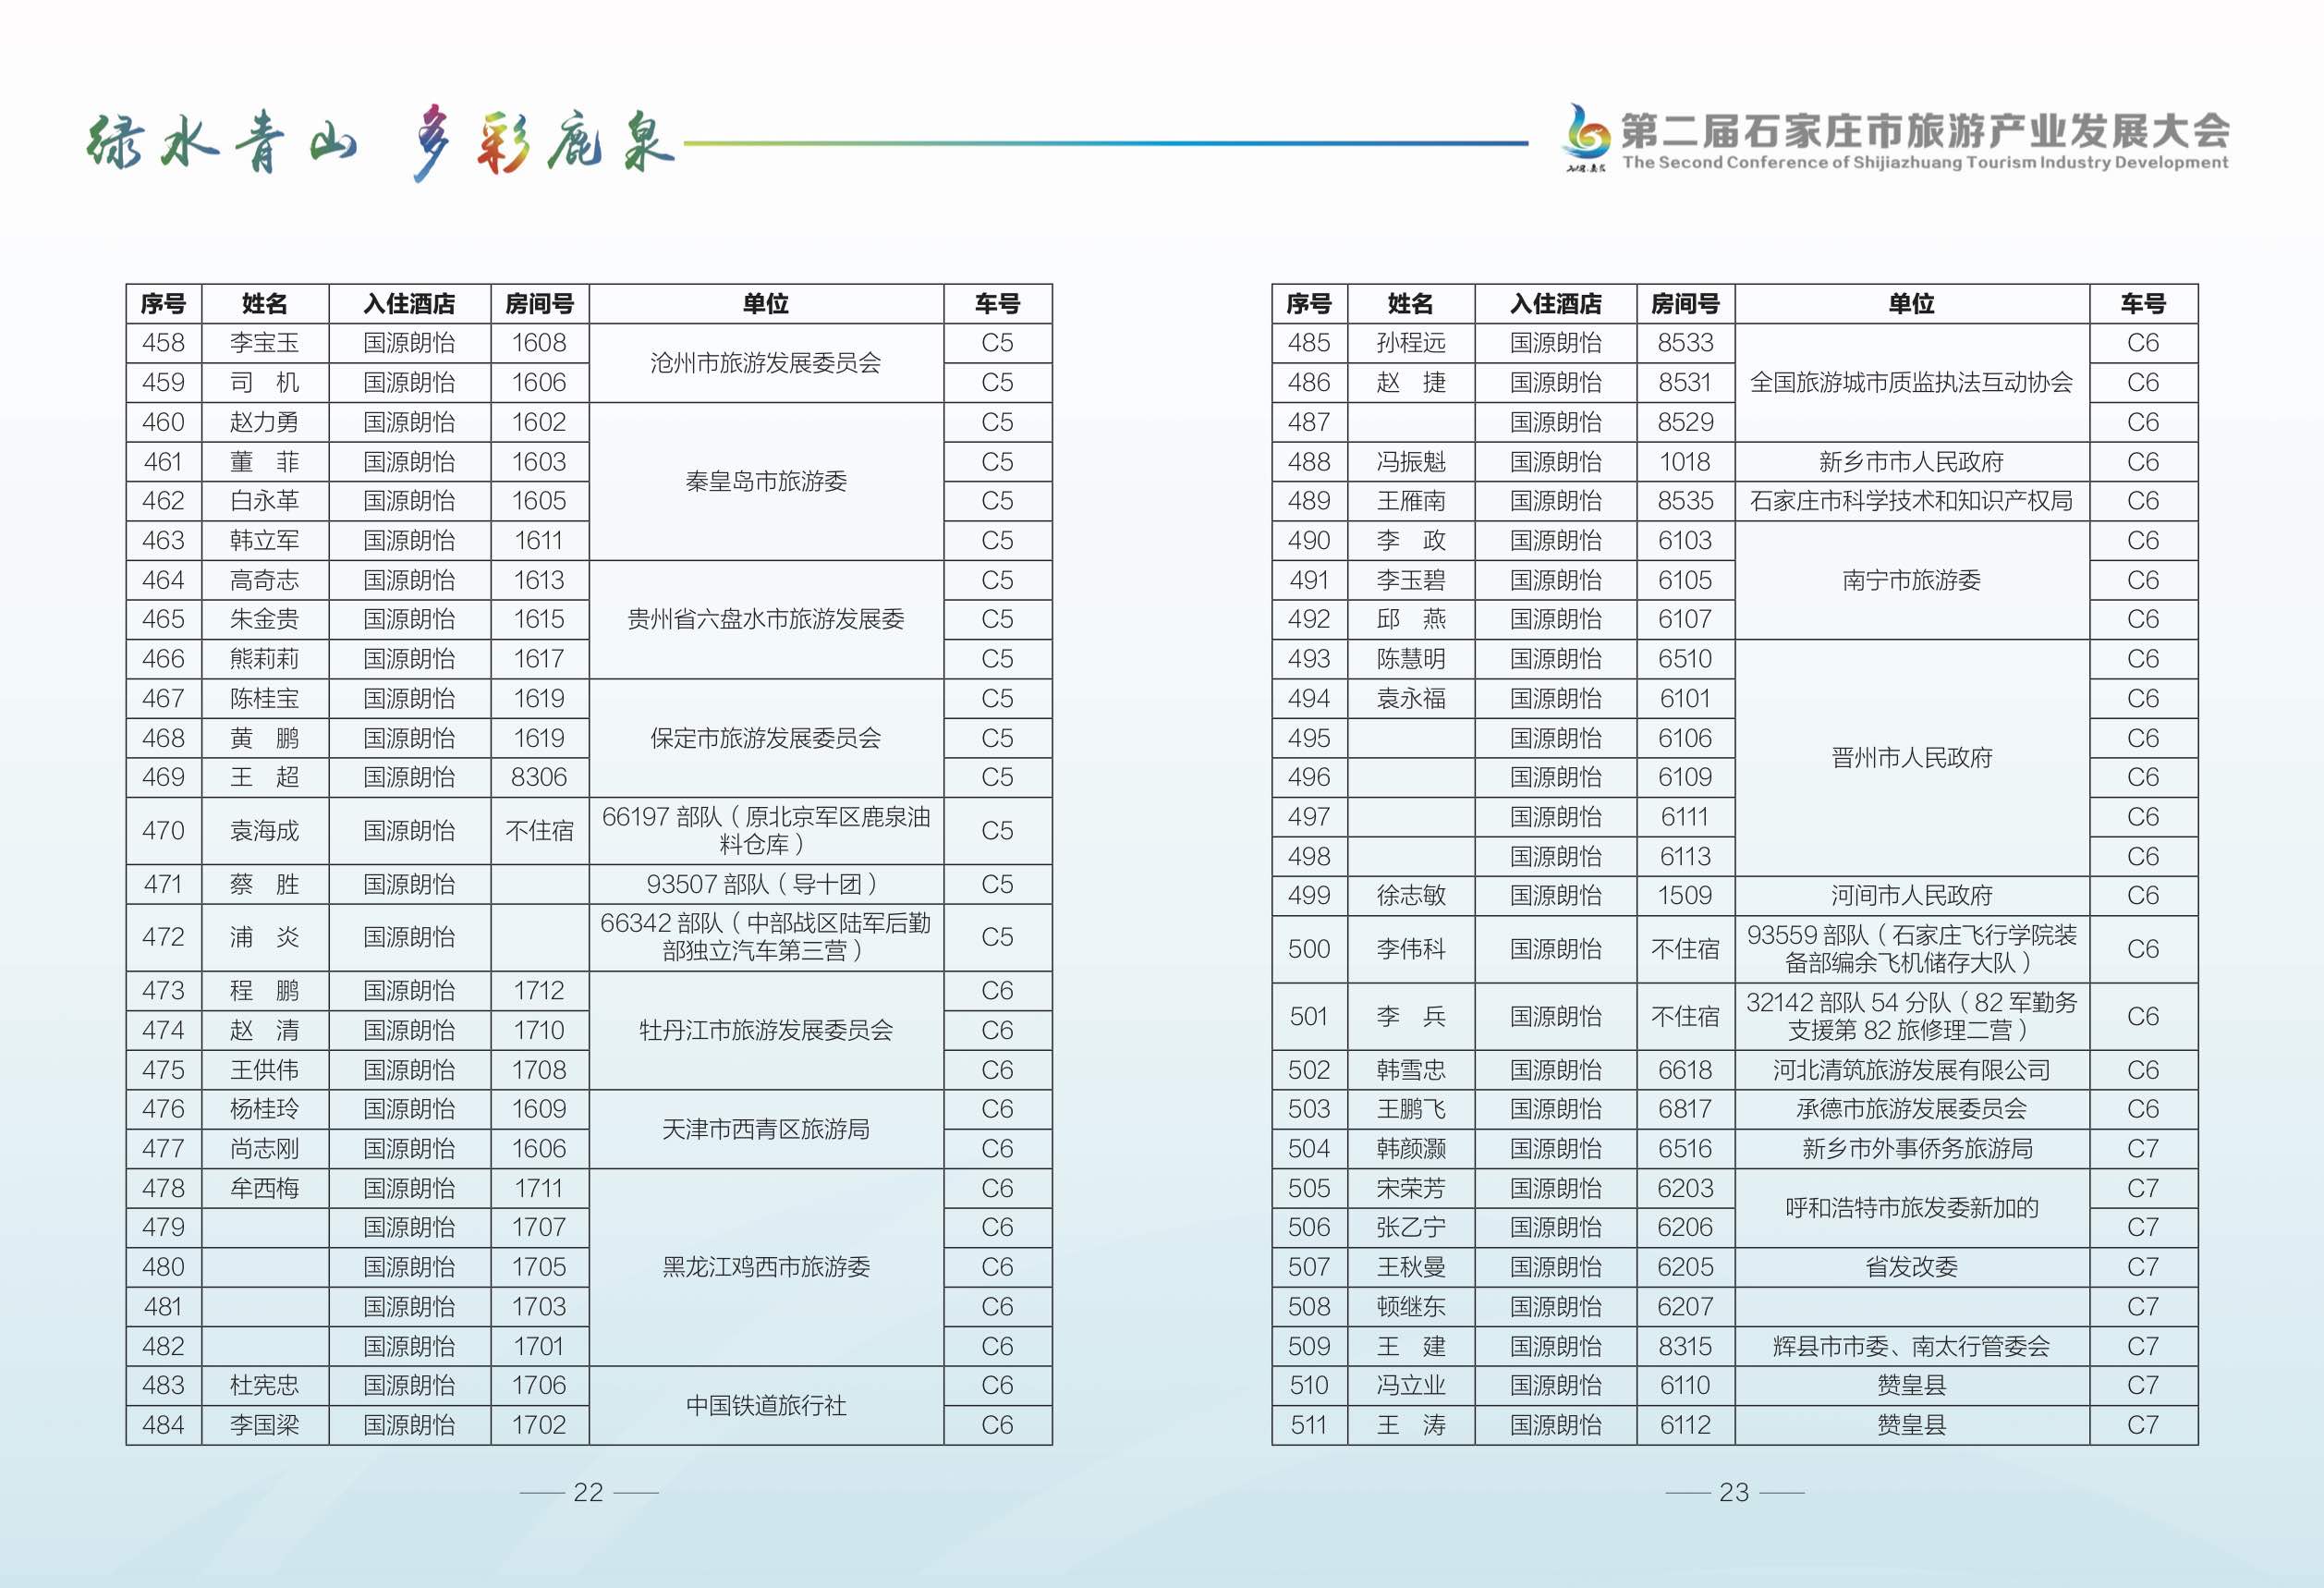 绿水青山 多彩鹿泉
第二届石家庄市旅游产业发展大会
The Second Conference of Shijiazhuang Tourism Industry Development
序号 姓名 入住酒店 房间号 单位 车号
458 李宝玉 国源朗怡 1608 沧州市旅游发展委员会 C5
459 司 机 国源朗怡 1606 C5
460 赵力勇 国源朗怡 1602 秦皇岛市旅游委 C5
461 董 菲 国源朗怡 1603 C5
462 白永革 国源朗怡 1605 C5
463 韩立军 国源朗怡 1611 C5
464 高奇志 国源朗怡 1613 贵州省六盘水市旅游发展委 C5
465 朱金贵 国源朗怡 1615 C5
466 熊莉莉 国源朗怡 1617 C5
467 陈桂宝 国源朗怡 1619 保定市旅游发展委员会 C5
468 黄 鹏 国源朗怡 1619 C5
469 王 超 国源朗怡 8306 C5
470 袁海成 国源朗怡 不住宿 66197 部队（原北京军区鹿泉油
料仓库） C5
471 蔡 胜 国源朗怡 93507 部队（导十团） C5
472 浦 炎 国源朗怡 66342 部队（中部战区陆军后勤
部独立汽车第三营） C5
473 程 鹏 国源朗怡 1712 牡丹江市旅游发展委员会 C6
474 赵 清 国源朗怡 1710 C6
475 王供伟 国源朗怡 1708 C6
476 杨桂玲 国源朗怡 1609 天津市西青区旅游局 C6
477 尚志刚 国源朗怡 1606 C6
478 牟西梅 国源朗怡 1711 黑龙江鸡西市旅游委 C6
479 国源朗怡 1707 C6
480 国源朗怡 1705 C6
481 国源朗怡 1703 C6
482 国源朗怡 1701 C6
483 杜宪忠 国源朗怡 1706 中国铁道旅行社 C6
484 李国梁 国源朗怡 1702 C6
22
序号 姓名 入住酒店 房间号 单位 车号
485 孙程远 国源朗怡 8533 全国旅游城市质监执法互动协会 C6
486 赵 捷 国源朗怡 8531 C6
487 国源朗怡 8529 C6
488 冯振魁 国源朗怡 1018 新乡市市人民政府 C6
489 王雁南 国源朗怡 8535 石家庄市科学技术和知识产权局 C6
490 李 政 国源朗怡 6103 南宁市旅游委 C6
491 李玉碧 国源朗怡 6105 C6
492 邱 燕 国源朗怡 6107 C6
493 陈慧明 国源朗怡 6510 晋州市人民政府 C6
494 袁永福 国源朗怡 6101 C6
495 国源朗怡 6106 C6
496 国源朗怡 6109 C6
497 国源朗怡 6111 C6
498 国源朗怡 6113 C6
499 徐志敏 国源朗怡 1509 河间市人民政府 C6
500 李伟科 国源朗怡 不住宿 93559 部队（石家庄飞行学院装
备部编余飞机储存大队） C6
501 李 兵 国源朗怡 不住宿 32142 部队 54 分队（82 军勤务
支援第 82 旅修理二营） C6
502 韩雪忠 国源朗怡 6618 河北清筑旅游发展有限公司 C6
503 王鹏飞 国源朗怡 6817 承德市旅游发展委员会 C6
504 韩颜灏 国源朗怡 6516 新乡市外事侨务旅游局 C7
505 宋荣芳 国源朗怡 6203 呼和浩特市旅发委新加的 C7
506 张乙宁 国源朗怡 6206 C7
507 王秋曼 国源朗怡 6205 省发改委 C7
508 顿继东 国源朗怡 6207 C7
509 王 建 国源朗怡 8315 辉县市市委、南太行管委会 C7
510 冯立业 国源朗怡 6110 赞皇县 C7
511 王 涛 国源朗怡 6112 赞皇县 C7
23